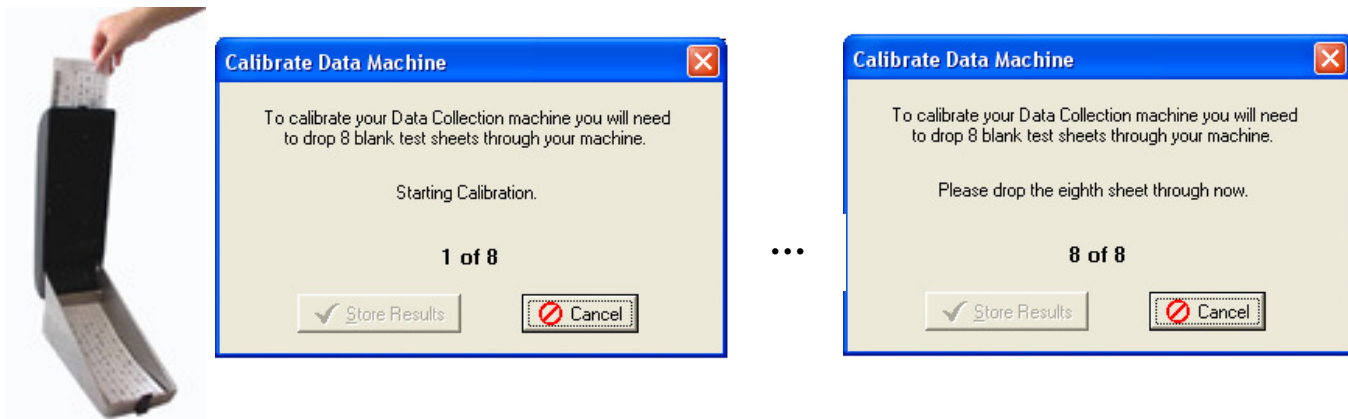 Calibrate Data Machine
To calibrate your Data Collection machine you will need
to drop 8 blank test sheets through your machine.
Starting Calibration.
1 of 8
Store Results
Cancel
...
Calibrate Data Machine
To calibrate your Data Collection machine you will need
to drop 8 blank test sheets through your machine.
Please drop the eighth sheet through now.
8 of 8
Store Results
Cancel